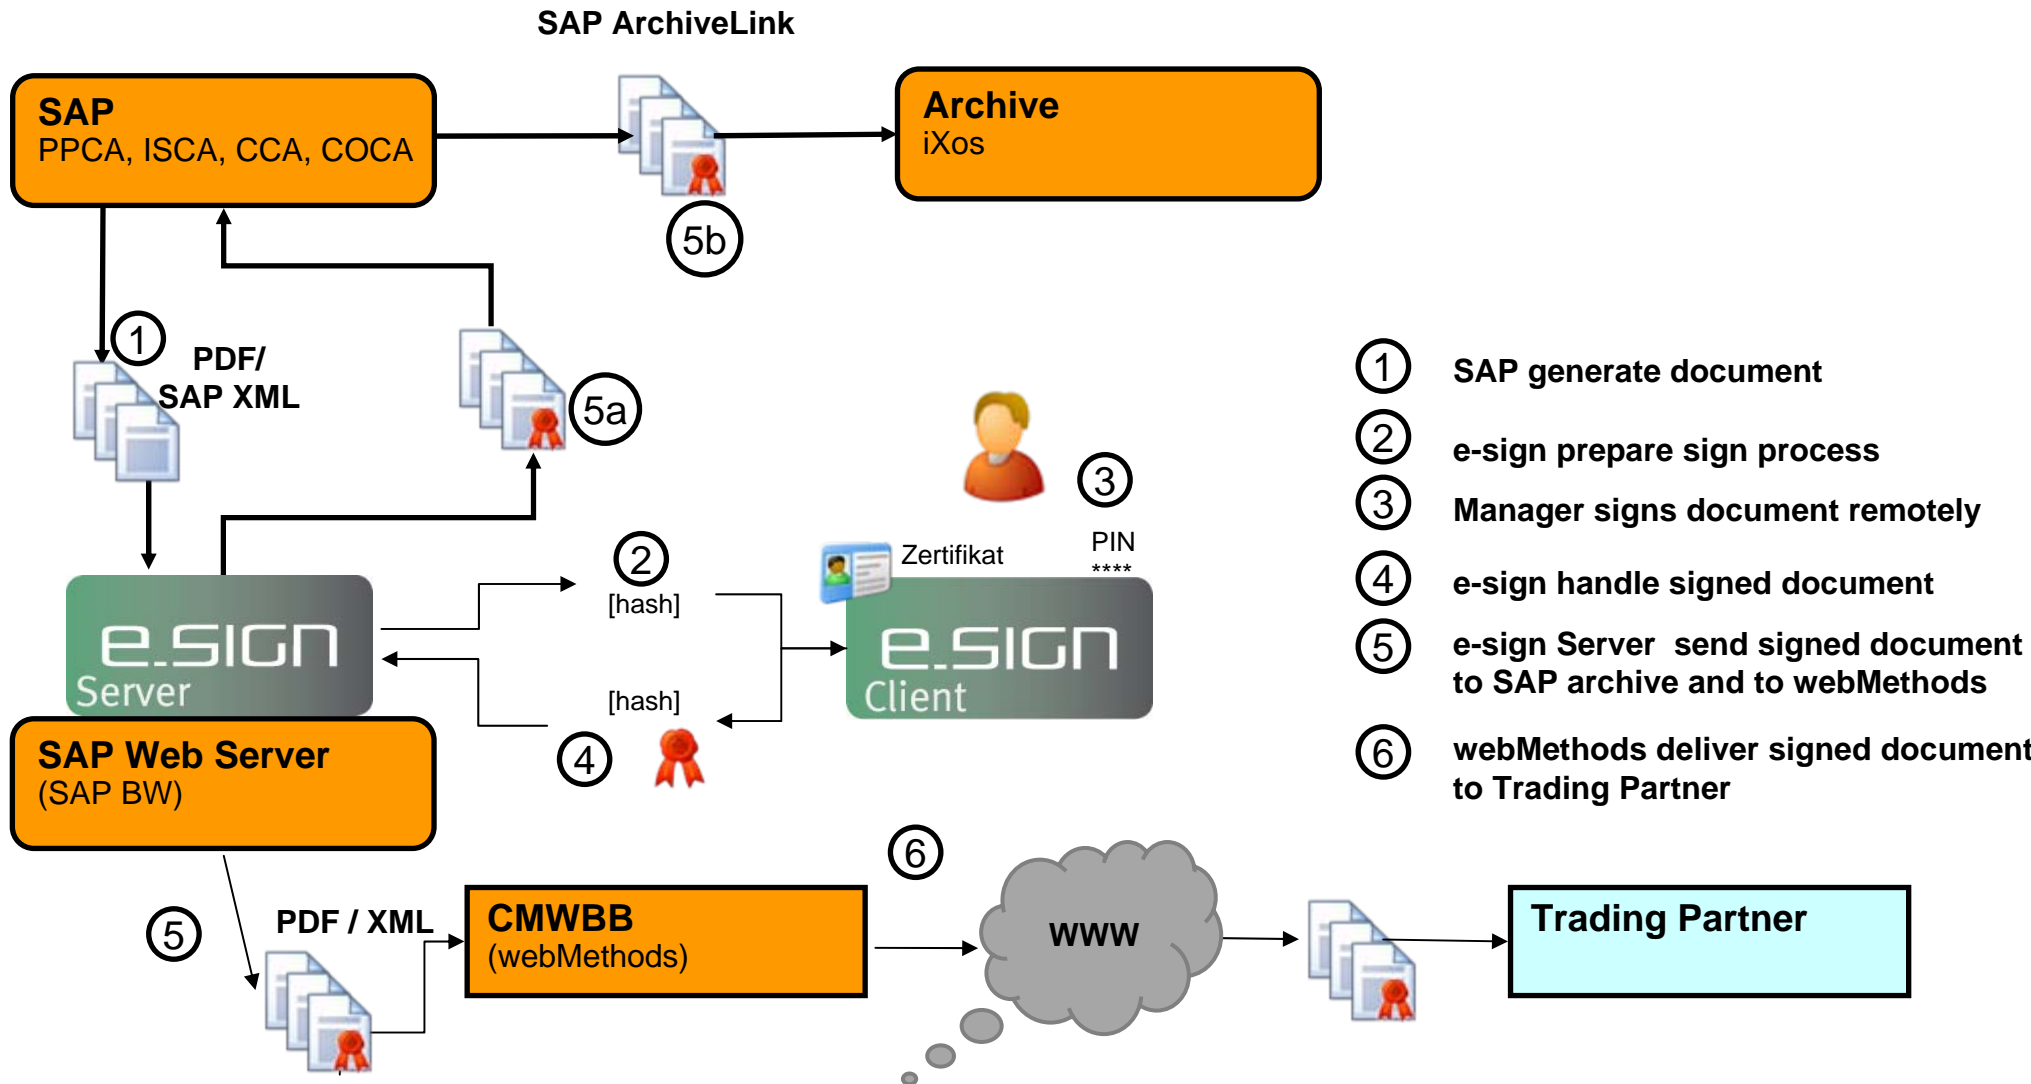 SAP ArchiveLink
SAP
PPCA, ISCA, CCA, COCA
Archive
iXos
5b
1
PDF/
SAP XML
5a
3
2
[hash]
Zertifikat
PIN
****
e.sign
Server
e.sign
Client
[hash]
4
SAP Web Server
(SAP BW)
5
PDF / XML
CMWBB
(webMethods)
6
WWW
Trading Partner
1 SAP generate document
2 e-sign prepare sign process
3 Manager signs document remotely
4 e-sign handle signed document
5 e-sign Server send signed document
to SAP archive and to webMethods
6 webMethods deliver signed document
to Trading Partner